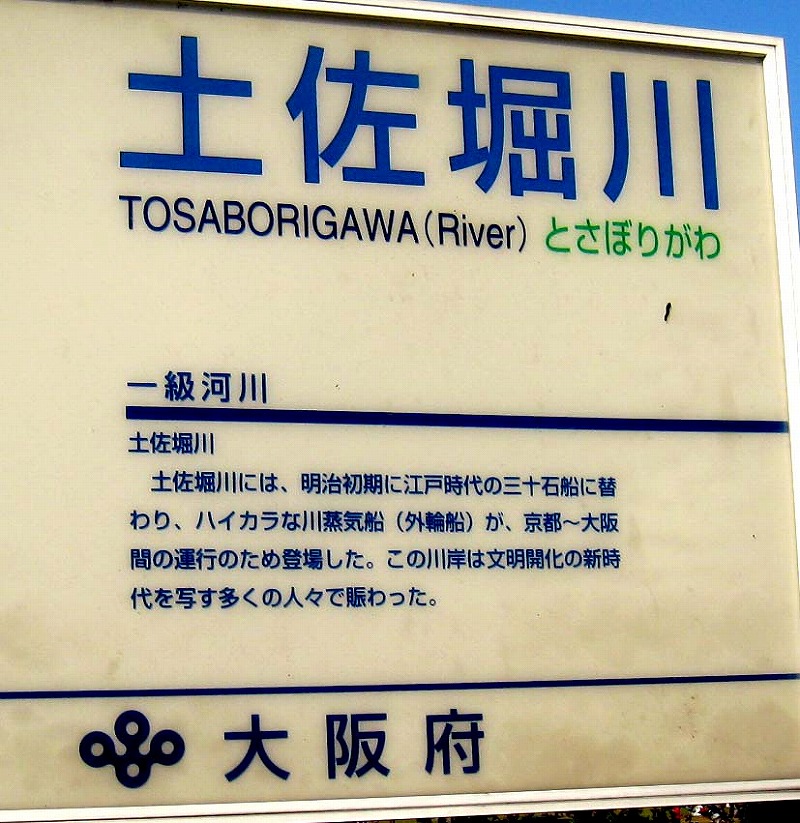 土佐堀川
TOSABORIGAWA(River) とさぼりがわ
一級河川
土佐堀川
土佐堀川には、明治初期に江戸時代の三十石船に替
わり、ハイカラな川蒸気船（外輪船）が、京都～大阪
間の運行のため登場した。この川岸は文明開化の新時
代を写す多くの人々で賑わった。
大阪府